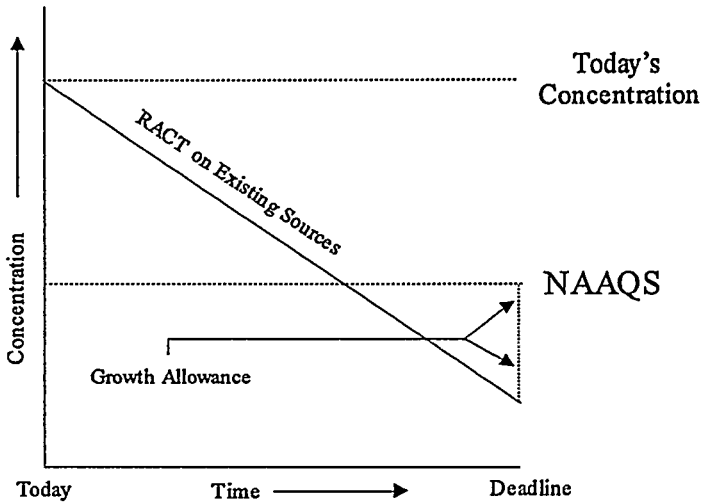 Today's
Concentration
RACT on Existing Sources
NAAQS
Concentration
Growth Allowance
Today
Time
Deadline